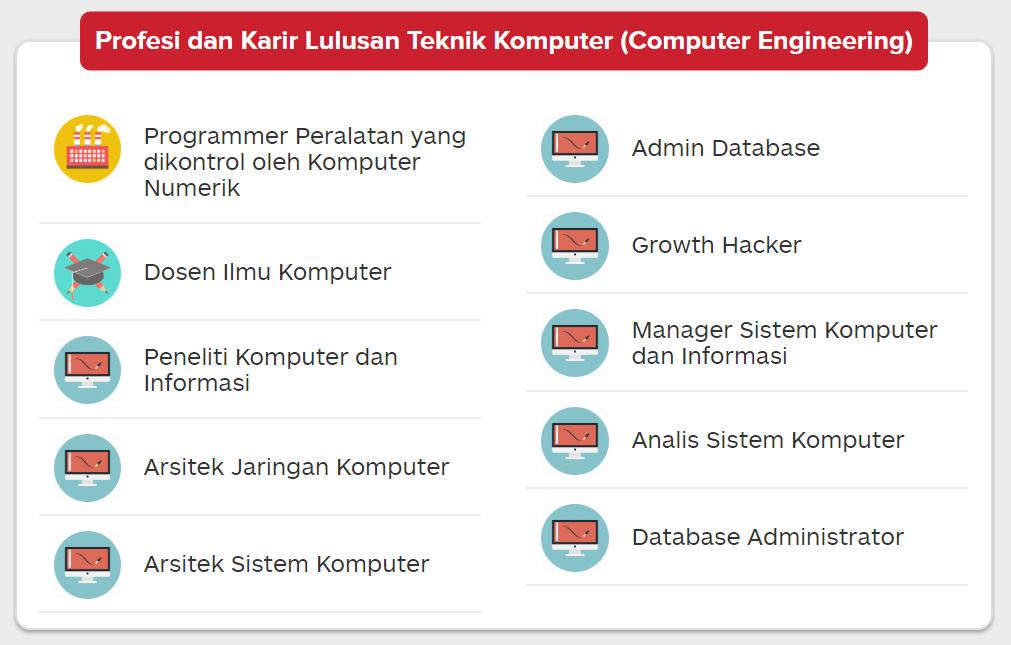 Profesi dan Karir Lulusan Teknik Komputer (Computer Engineering)
Programmer Peralatan yang
dikontrol oleh Komputer
Numerik
Dosen Ilmu Komputer
Peneliti Komputer dan
Informasi
Arsitek Jaringan Komputer
Arsitek Sistem Komputer
Admin Database
Growth Hacker
Manager Sistem Komputer
dan Informasi
Analis Sistem Komputer
Database Administrator